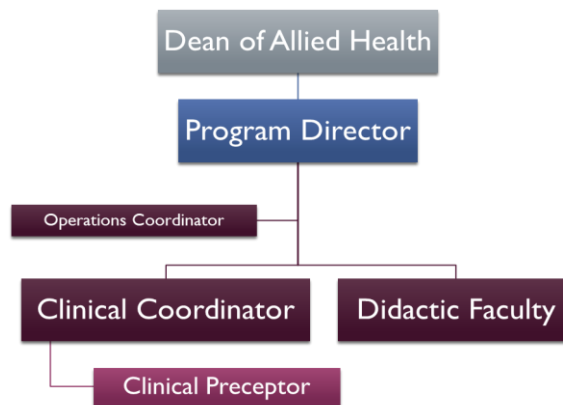 Dean of Allied Health
Program Director
Operations Coordinator
Clinical Coordinator
Didactic Faculty
Clinical Preceptor